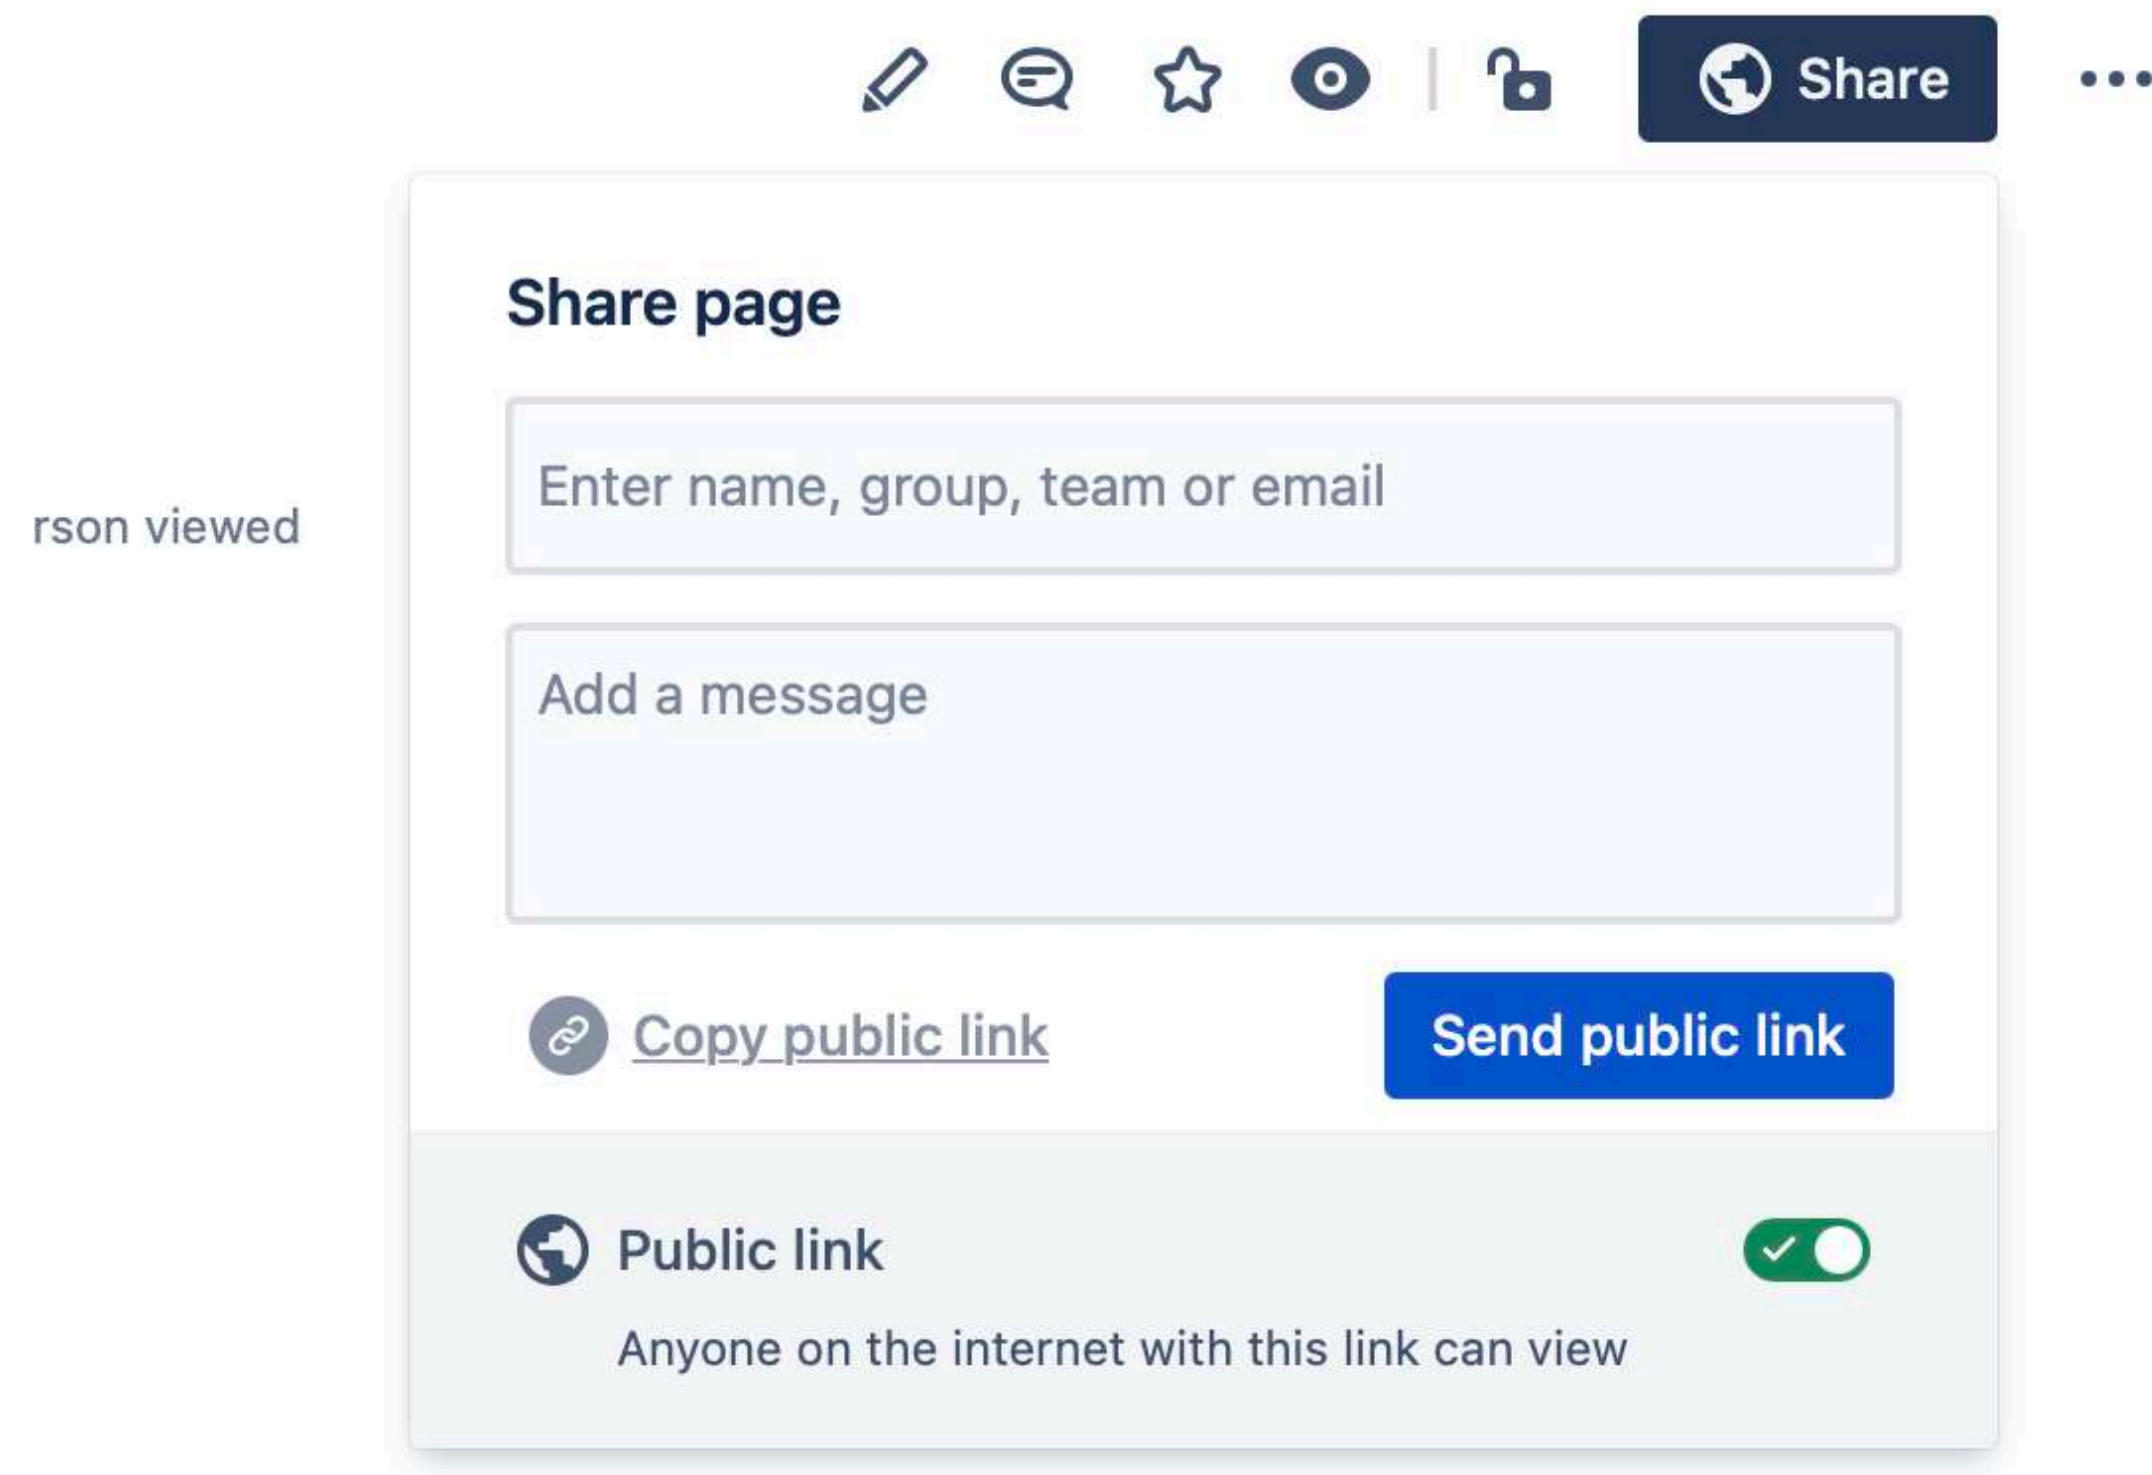 Share
Share page
Enter name, group, team or email
rson viewed
Add a message
Copy public link
Send public link
Public link
Anyone on the internet with this link can view